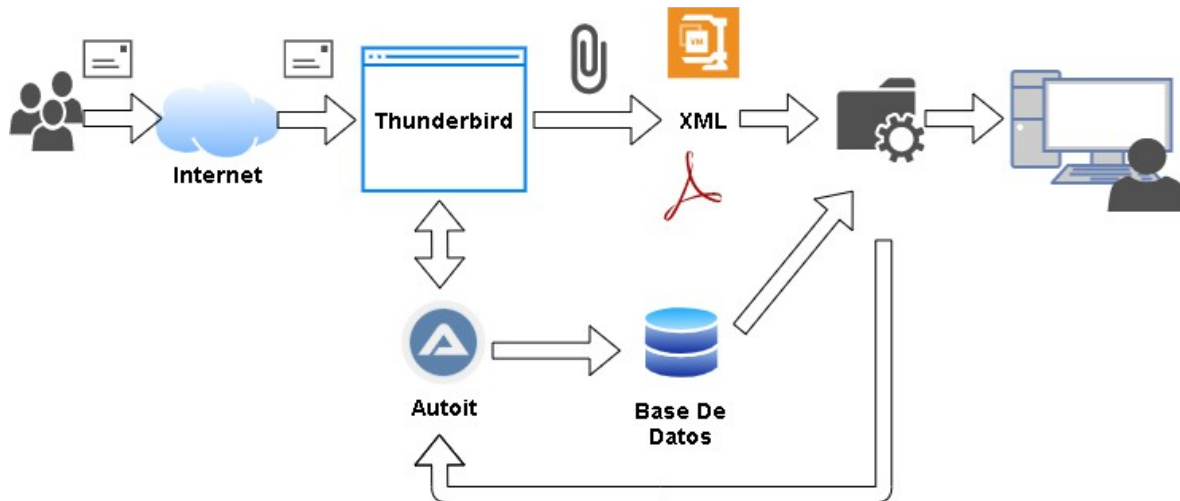 VM
Thunderbird
XML
Internet
Autoit
Base De
Datos